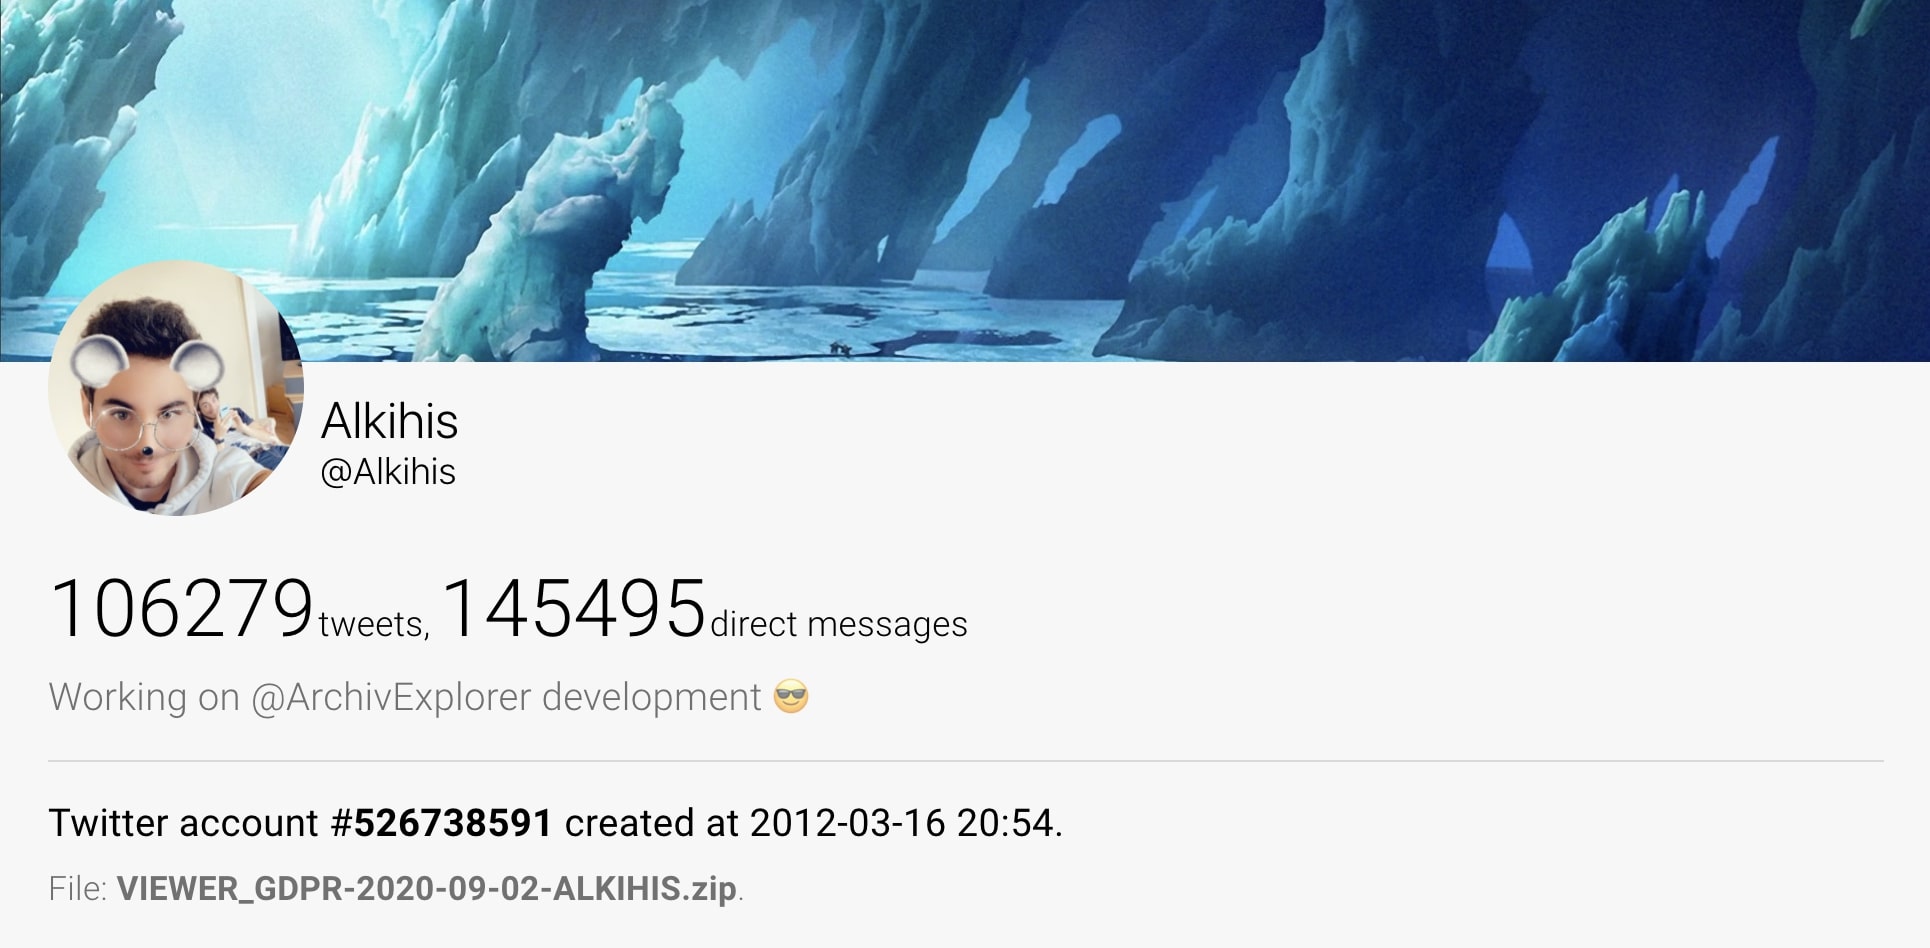 Alkihis
@Alkihis
106279 tweets, 145495 direct messages
Working on @ArchivExplorer development 😎
Twitter account #526738591 created at 2012-03-16 20:54.
File: VIEWER_GDPR-2020-09-02-ALKIHIS.zip.